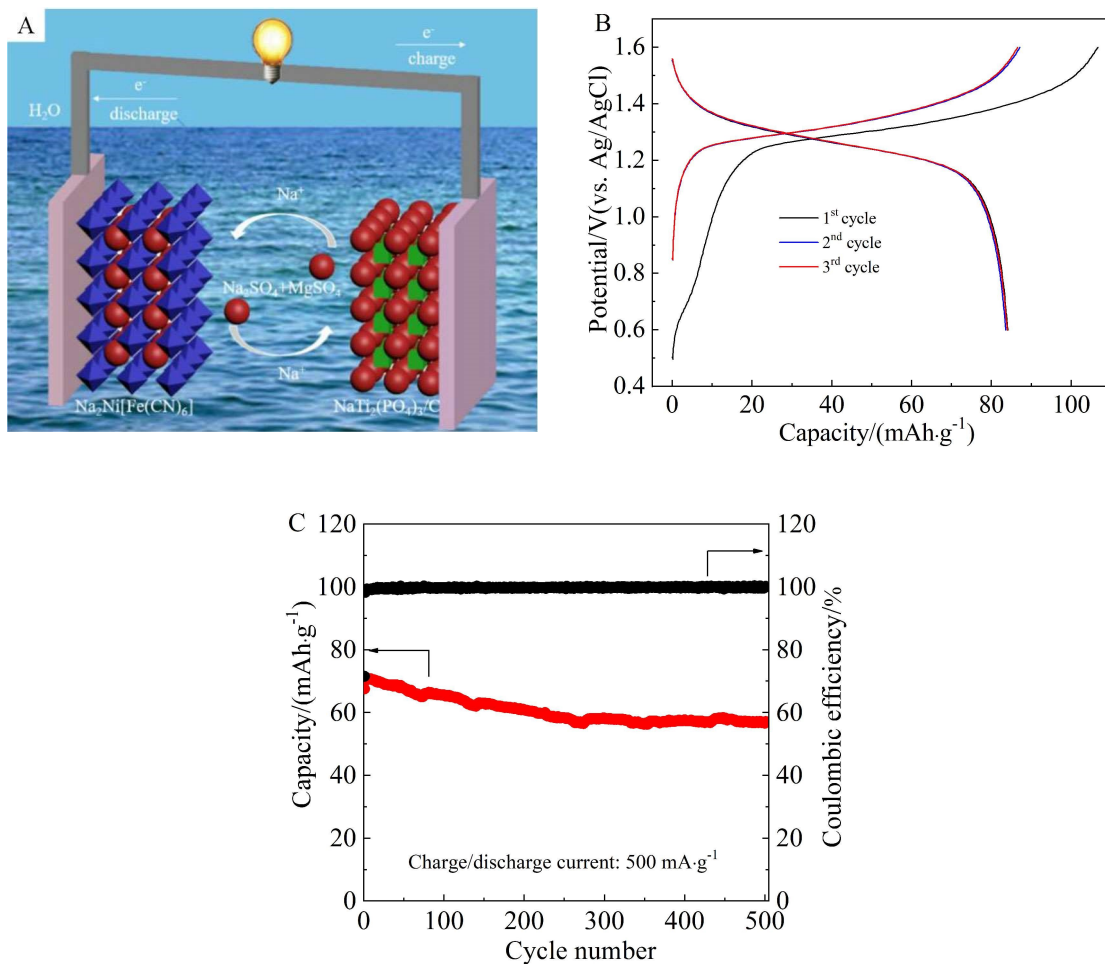 A
e⁻
charge
e⁻
discharge
H₂O
Na⁺
Na₂SO₄+MgSO₄
Na⁺
Na₂Ni[Fe(CN)₆]
NaTi₂(PO₄)₃/C
B
Potential/V(vs. Ag/AgCl)
1.6
1.4
1.2
1.0
0.8
0.6
0.4
1ˢᵗ cycle
2ⁿᵈ cycle
3ʳᵈ cycle
0 20 40 60 80 100
Capacity/(mAh·g⁻¹)
C
Capacity/(mAh·g⁻¹)
120
100
80
60
40
20
0
120
100
80
60
40
20
0
Coulombic efficiency/%
Charge/discharge current: 500 mA·g⁻¹
0 100 200 300 400 500
Cycle number